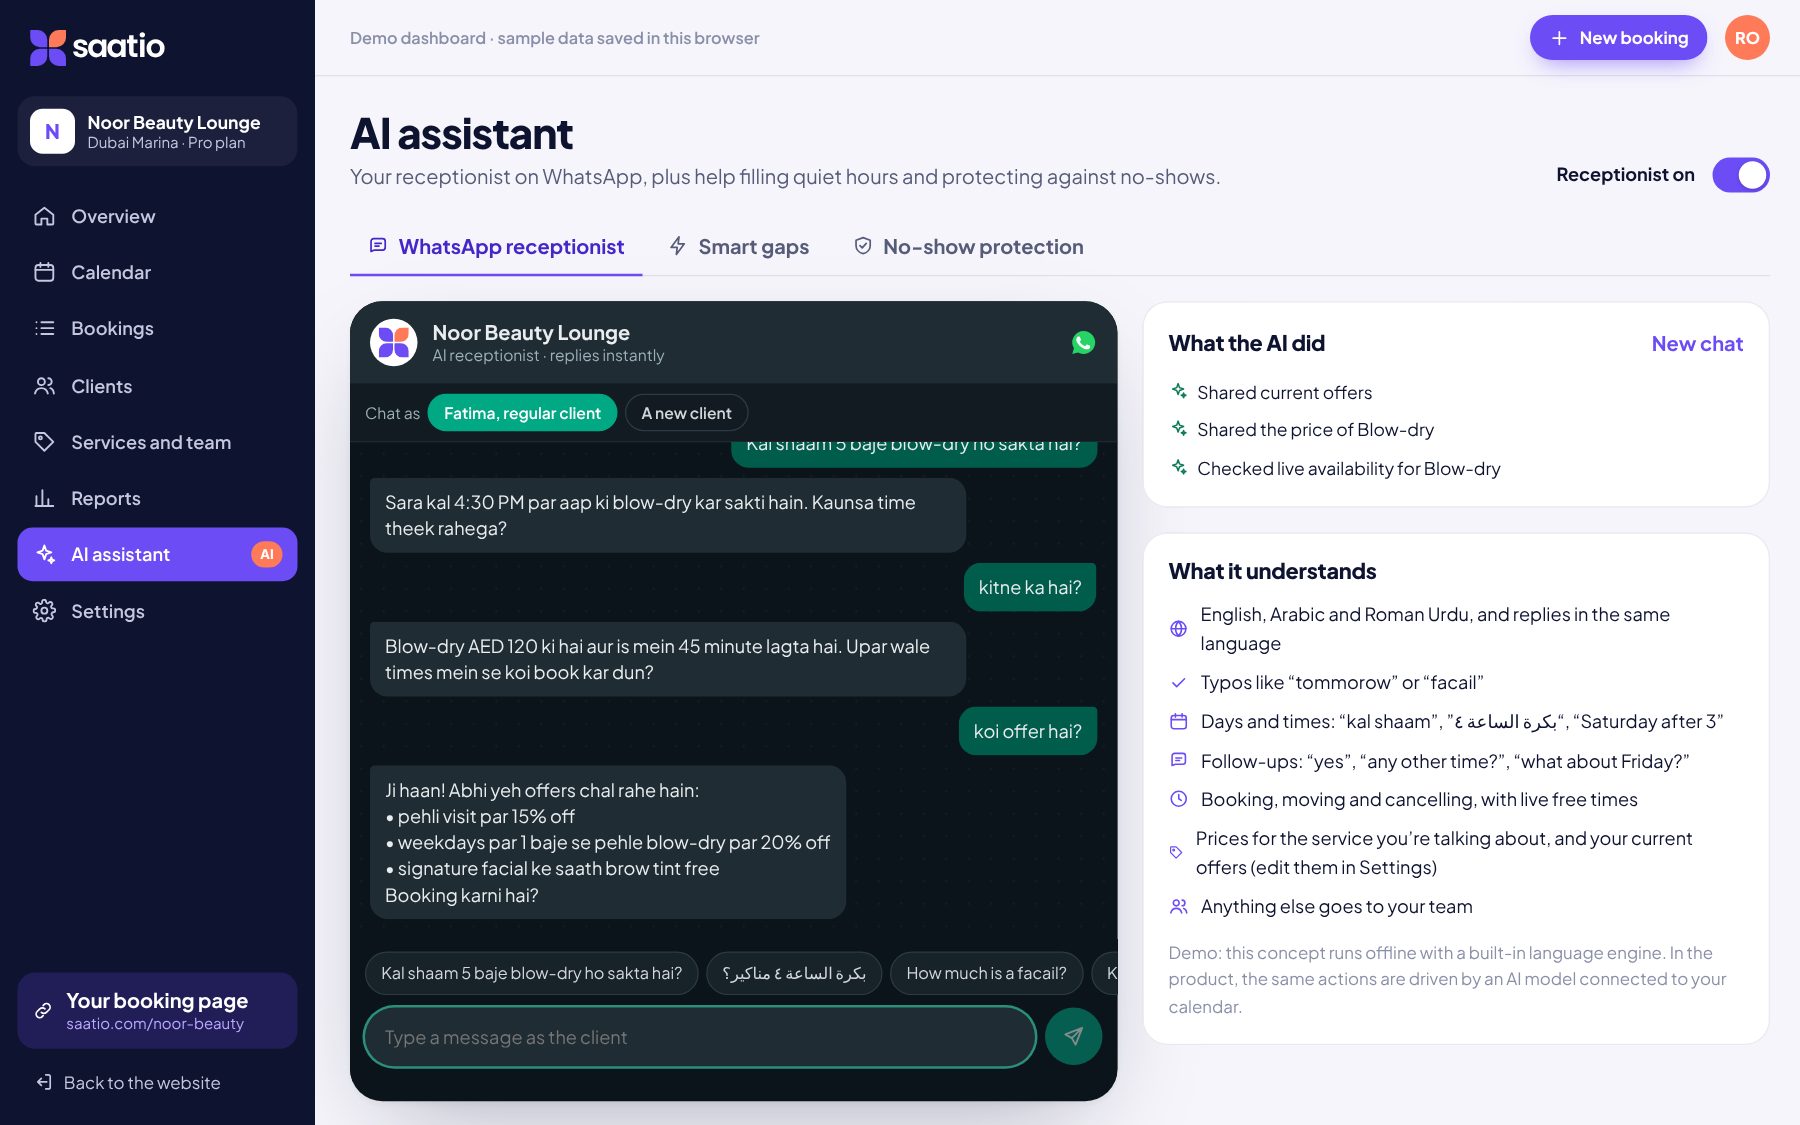 saatio
N
Noor Beauty Lounge
Dubai Marina · Pro plan
Overview
Calendar
Bookings
Clients
Services and team
Reports
AI assistant
AI
Settings
Your booking page
saatio.com/noor-beauty
Back to the website
Demo dashboard · sample data saved in this browser
New booking
RO
AI assistant
Your receptionist on WhatsApp, plus help filling quiet hours and protecting against no-shows.
Receptionist on
WhatsApp receptionist
Smart gaps
No-show protection
Noor Beauty Lounge
AI receptionist · replies instantly
Chat as
Fatima, regular client
A new client
Kal shaam 5 baje blow-dry ho sakta hai?
Sara kal 4:30 PM par aap ki blow-dry kar sakti hain. Kaunsa time
theek rahega?
kitne ka hai?
Blow-dry AED 120 ki hai aur is mein 45 minute lagta hai. Upar wale
times mein se koi book kar dun?
koi offer hai?
Ji haan! Abhi yeh offers chal rahe hain:
• pehli visit par 15% off
• weekdays par 1 baje se pehle blow-dry par 20% off
• signature facial ke saath brow tint free
Booking karni hai?
Kal shaam 5 baje blow-dry ho sakta hai?
بكرة الساعة ٤ مناكير؟
How much is a facail?
K
Type a message as the client
What the AI did
New chat
Shared current offers
Shared the price of Blow-dry
Checked live availability for Blow-dry
What it understands
English, Arabic and Roman Urdu, and replies in the same
language
Typos like “tommorow” or “facail”
Days and times: “kal shaam”, “بكرة الساعة ٤”, “Saturday after 3”
Follow-ups: “yes”, “any other time?”, “what about Friday?”
Booking, moving and cancelling, with live free times
Prices for the service you’re talking about, and your current
offers (edit them in Settings)
Anything else goes to your team
Demo: this concept runs offline with a built-in language engine. In the
product, the same actions are driven by an AI model connected to your
calendar.